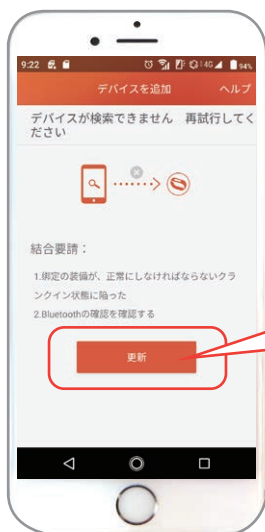 9:22 4G 94%
デバイスを追加 ヘルプ
デバイスが検索できません 再試行してく
ださい
結合要請：
1.绑定の装備が、正常にしなければならないクラ
ンクイン状態に陥った
2.Bluetoothの確認を確認する
更新